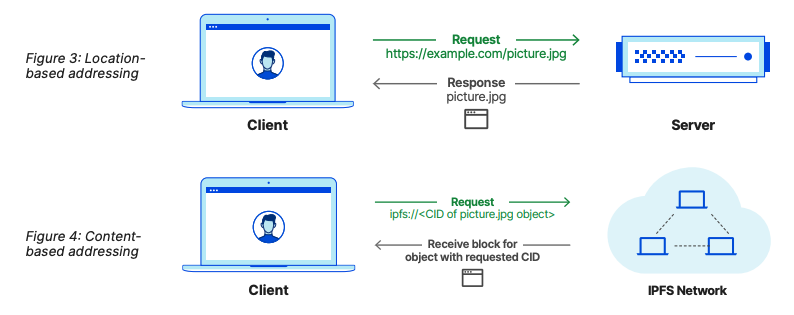 Figure 3: Location-
based addressing
Request
https://example.com/picture.jpg
Response
picture.jpg
Client
Server
Figure 4: Content-
based addressing
Request
ipfs://<CID of picture.jpg object>
Receive block for
object with requested CID
Client
IPFS Network